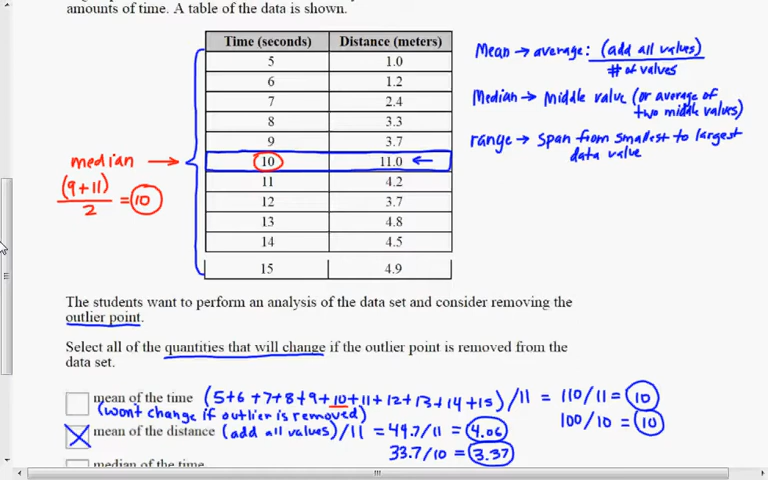 amounts of time. A table of the data is shown.
Time (seconds) Distance (meters)
5 1.0
6 1.2
7 2.4
8 3.3
9 3.7
10 11.0 ←
11 4.2
12 3.7
13 4.8
14 4.5
15 4.9
median →
(9+11)
2
=10
Mean → average: (add all values)
# of values
Median → Middle value (or average of
two middle values)
range → span from smallest to largest
data value
The students want to perform an analysis of the data set and consider removing the
outlier point.
Select all of the quantities that will change if the outlier point is removed from the
data set.
mean of the time (5+6+7+8+9+10+11+12+13+14+15)/11 = 110/11 = 10
(won't change if outlier is removed) 100/10 = 10
mean of the distance (add all values)/11 = 49.7/11 = 4.06
33.7/10 = 3.37
median of the time